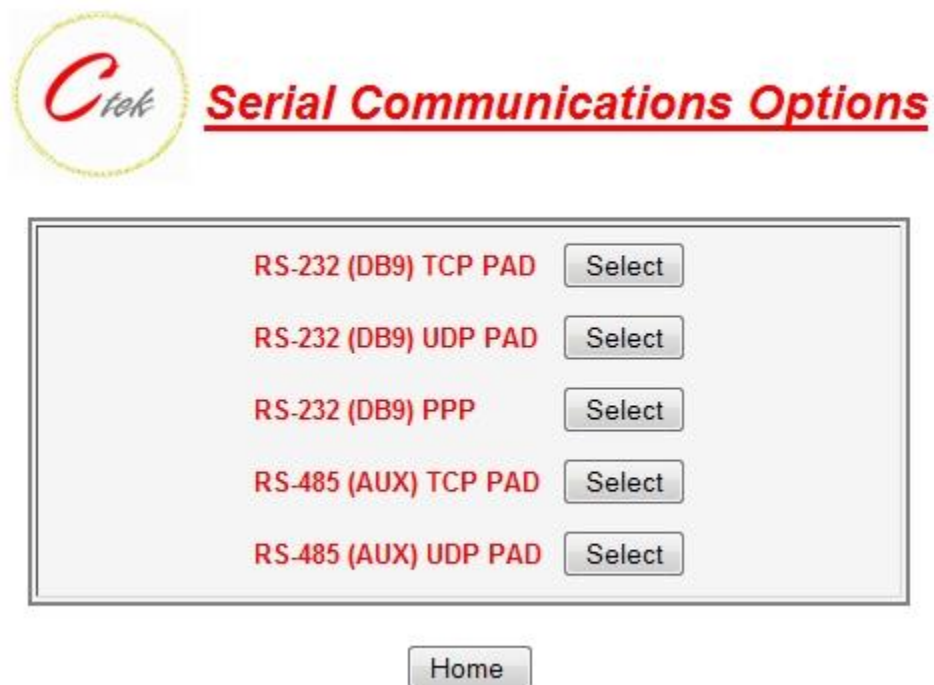 Ctek
Serial Communications Options
RS-232 (DB9) TCP PAD Select
RS-232 (DB9) UDP PAD Select
RS-232 (DB9) PPP Select
RS-485 (AUX) TCP PAD Select
RS-485 (AUX) UDP PAD Select
Home